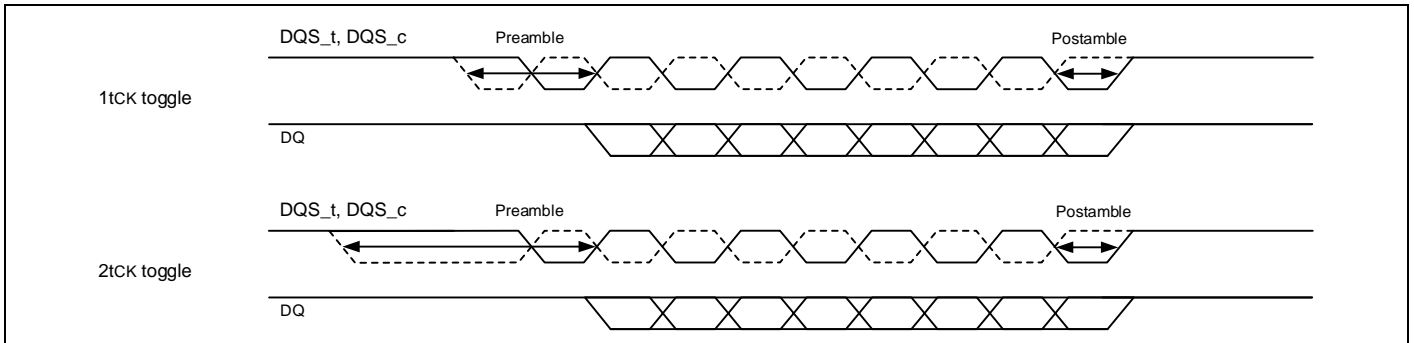 DQS_t, DQS_c Preamble Postamble
1tCK toggle
DQ
DQS_t, DQS_c Preamble Postamble
2tCK toggle
DQ